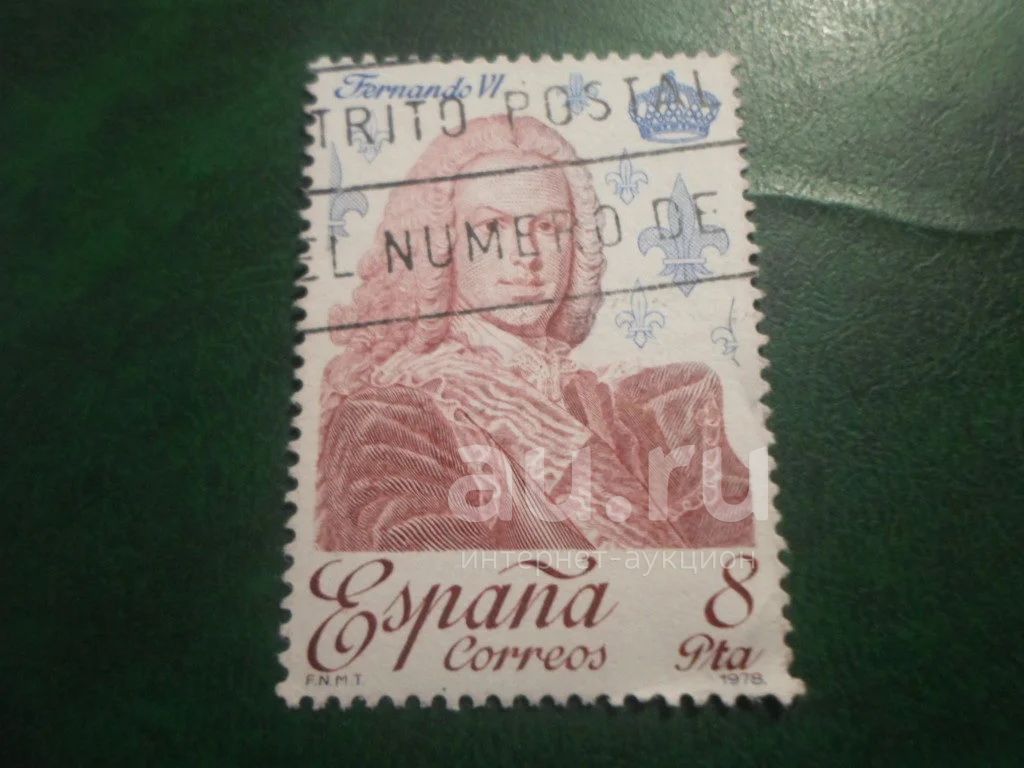 Fernando VI
TRITO POSTAL
EL NUMERO DE
au.ru
интернет-аукцион
España
8
Correos
Pta
F.N.M.T.
1978.